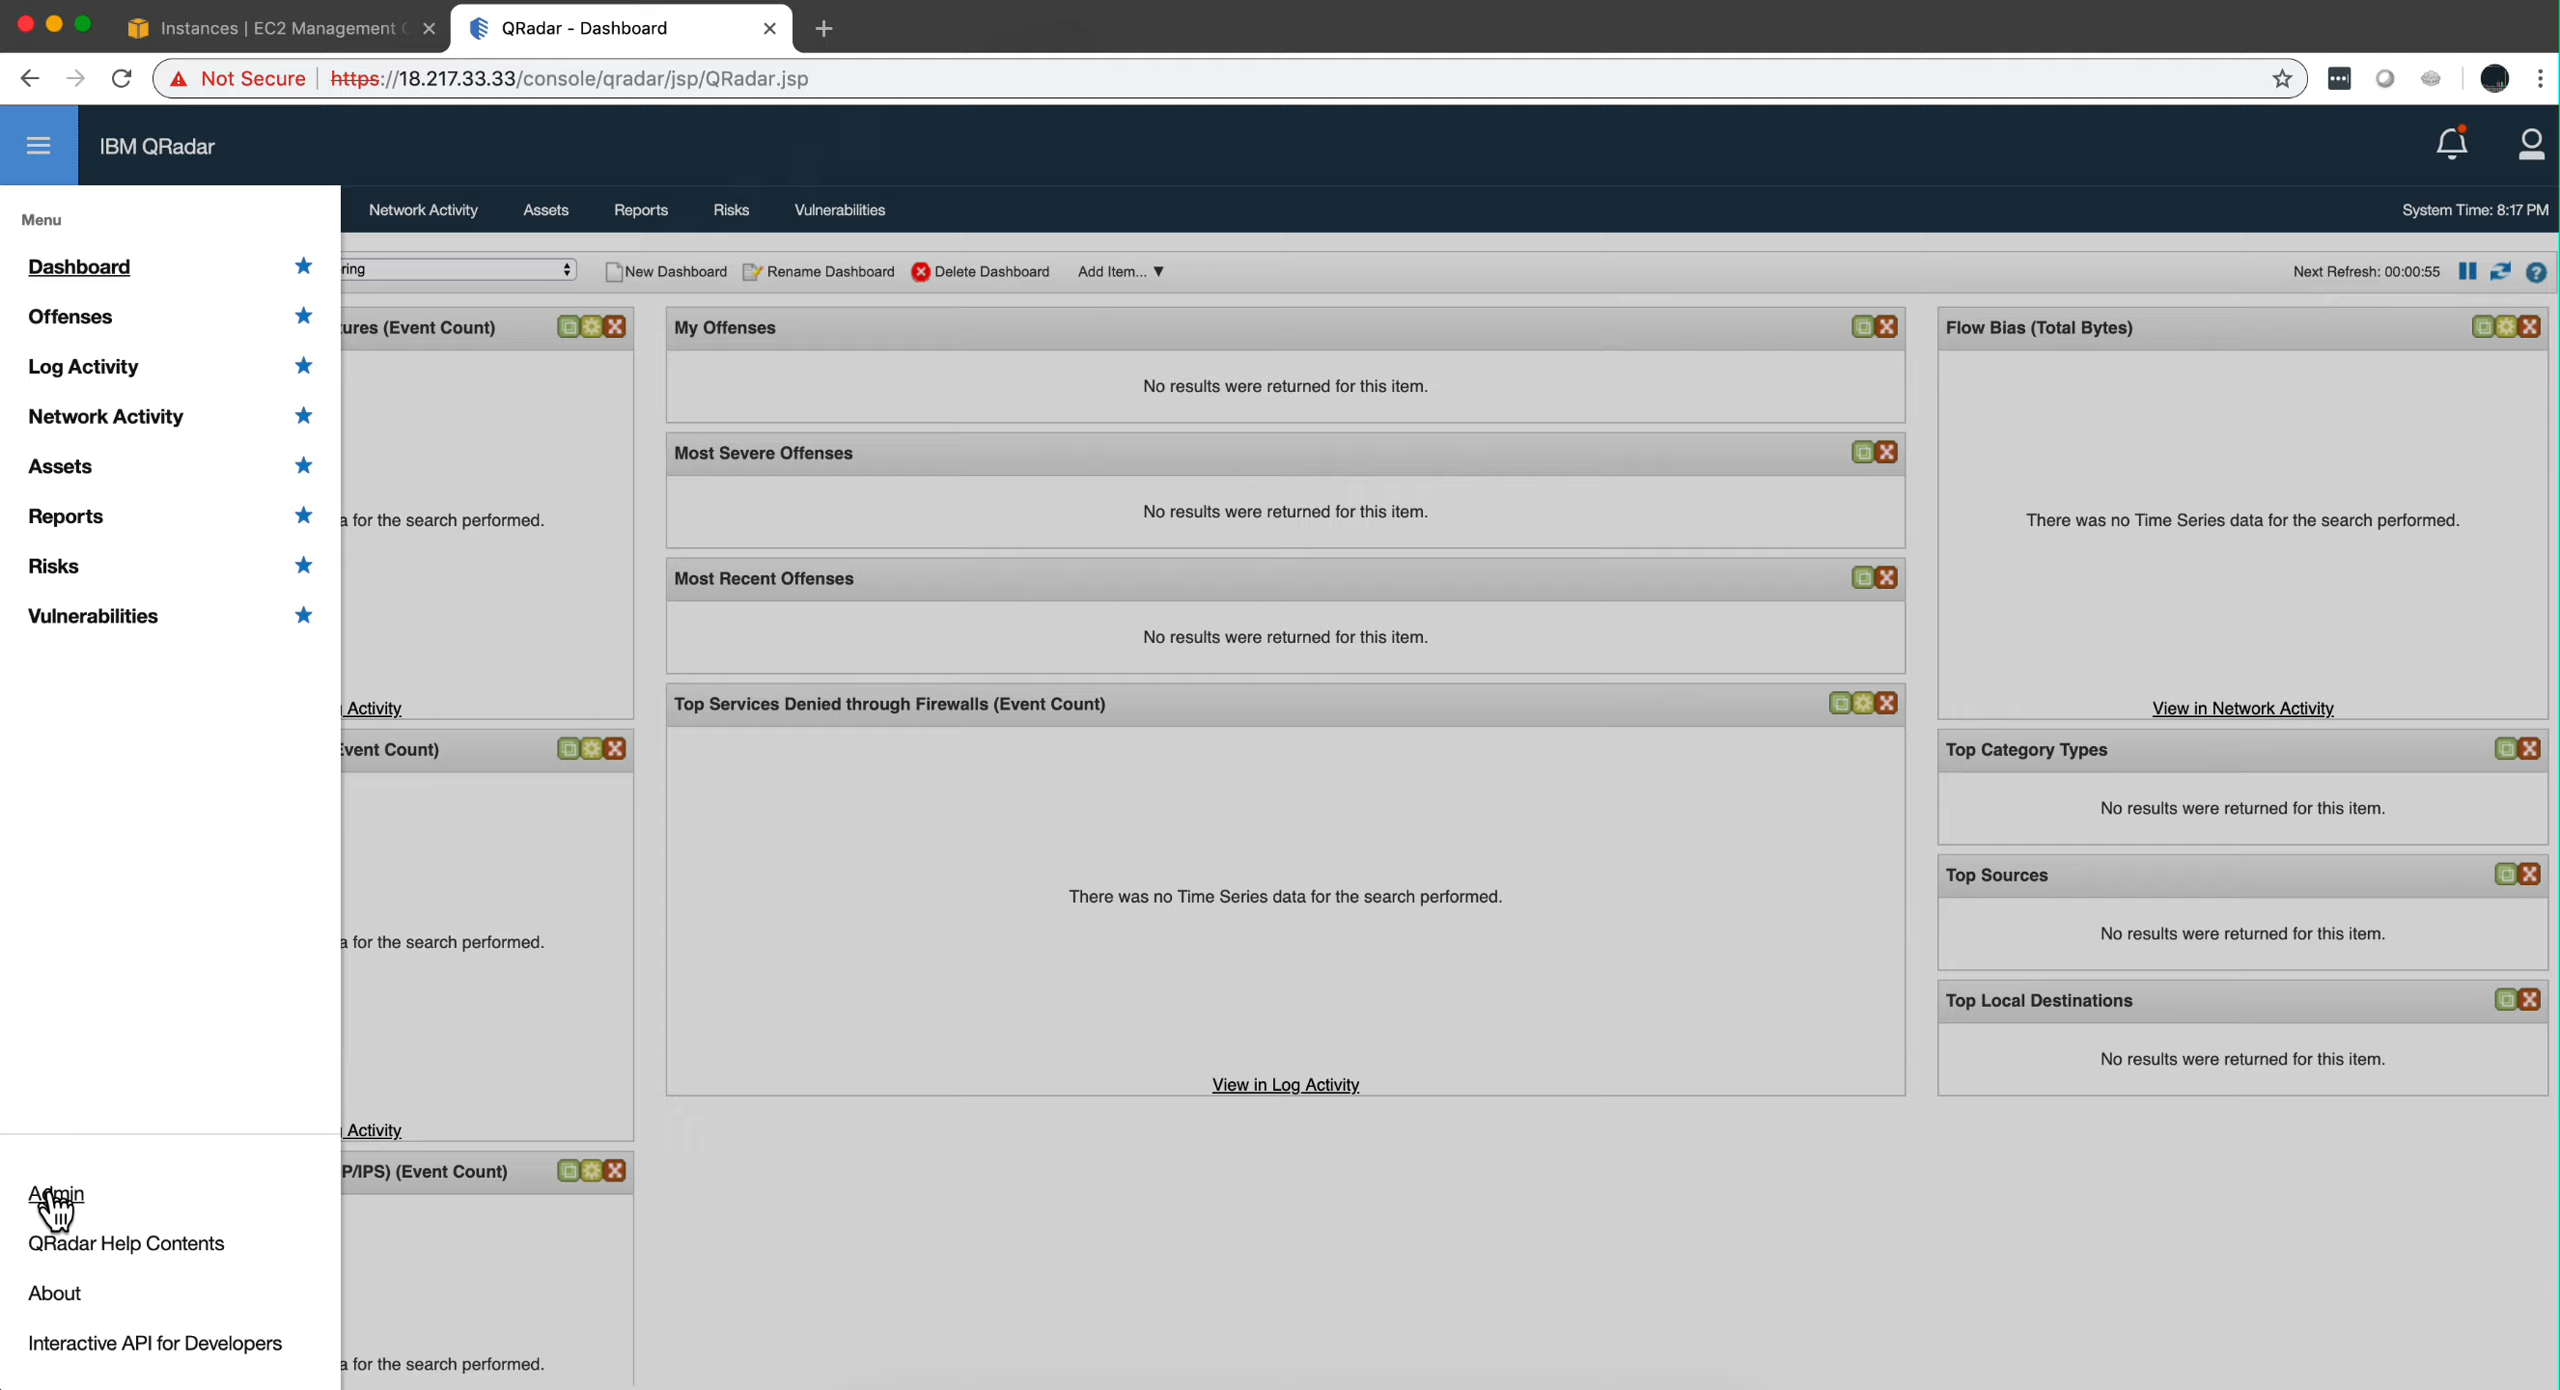 Instances | EC2 Management
QRadar - Dashboard
Not Secure
https://18.217.33.33/console/qradar/jsp/QRadar.jsp
IBM QRadar
Menu
Dashboard
Offenses
Log Activity
Network Activity
Assets
Reports
Risks
Vulnerabilities
Admin
QRadar Help Contents
About
Interactive API for Developers
Network Activity
Assets
Reports
Risks
Vulnerabilities
System Time: 8:17 PM
ring
New Dashboard
Rename Dashboard
Delete Dashboard
Add Item... ▼
Next Refresh: 00:00:55
tures (Event Count)
a for the search performed.
Activity
Event Count)
a for the search performed.
Activity
P/IPS) (Event Count)
a for the search performed.
My Offenses
No results were returned for this item.
Most Severe Offenses
No results were returned for this item.
Most Recent Offenses
No results were returned for this item.
Top Services Denied through Firewalls (Event Count)
There was no Time Series data for the search performed.
View in Log Activity
Flow Bias (Total Bytes)
There was no Time Series data for the search performed.
View in Network Activity
Top Category Types
No results were returned for this item.
Top Sources
No results were returned for this item.
Top Local Destinations
No results were returned for this item.